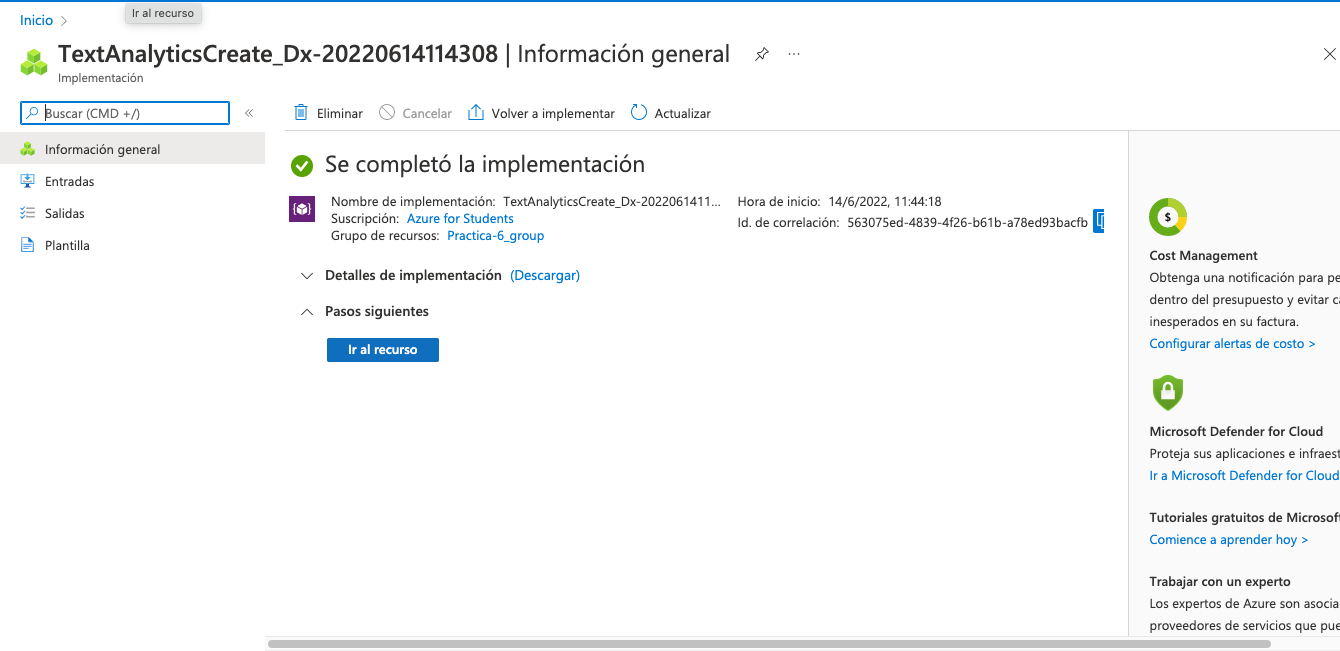 Ir al recurso
Inicio
TextAnalyticsCreate_Dx-20220614114308 | Información general
Implementación
Buscar (CMD +/)
Información general
Entradas
Salidas
Plantilla
Eliminar Cancelar Volver a implementar Actualizar
Se completó la implementación
Nombre de implementación: TextAnalyticsCreate_Dx-2022061411...
Suscripción: Azure for Students
Grupo de recursos: Practica-6_group
Hora de inicio: 14/6/2022, 11:44:18
Id. de correlación: 563075ed-4839-4f26-b61b-a78ed93bacfb
Detalles de implementación (Descargar)
Pasos siguientes
Ir al recurso
Cost Management
Obtenga una notificación para pe
dentro del presupuesto y evitar ca
inesperados en su factura.
Configurar alertas de costo >
Microsoft Defender for Cloud
Proteja sus aplicaciones e infraest
Ir a Microsoft Defender for Cloud
Tutoriales gratuitos de Microsoft
Comience a aprender hoy >
Trabajar con un experto
Los expertos de Azure son asocia
proveedores de servicios que pue